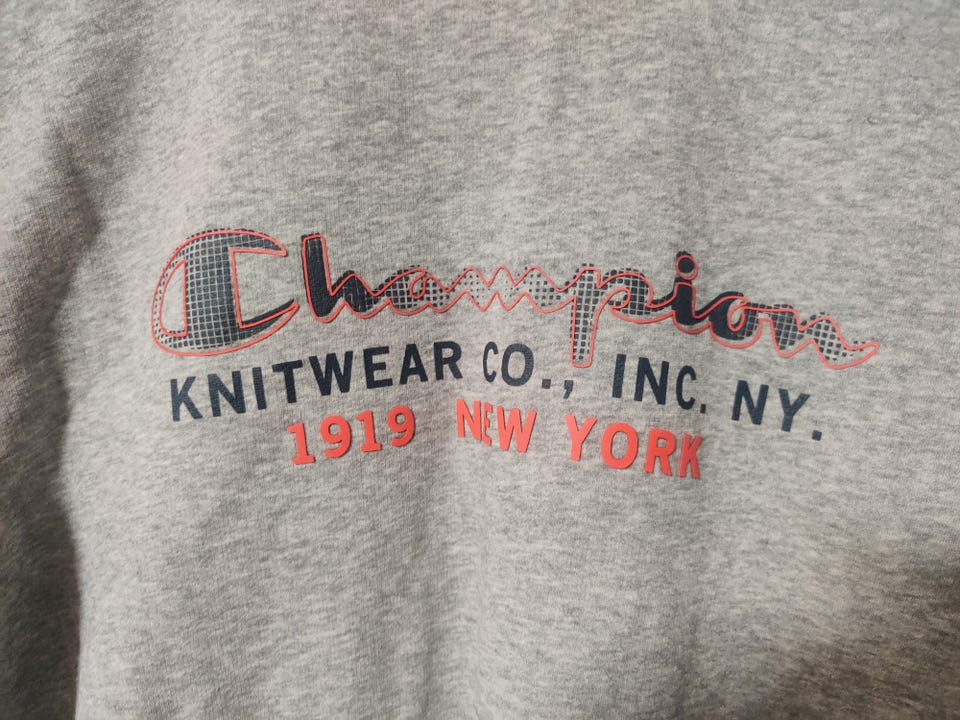 Champion
KNITWEAR CO., INC. NY.
1919 NEW YORK